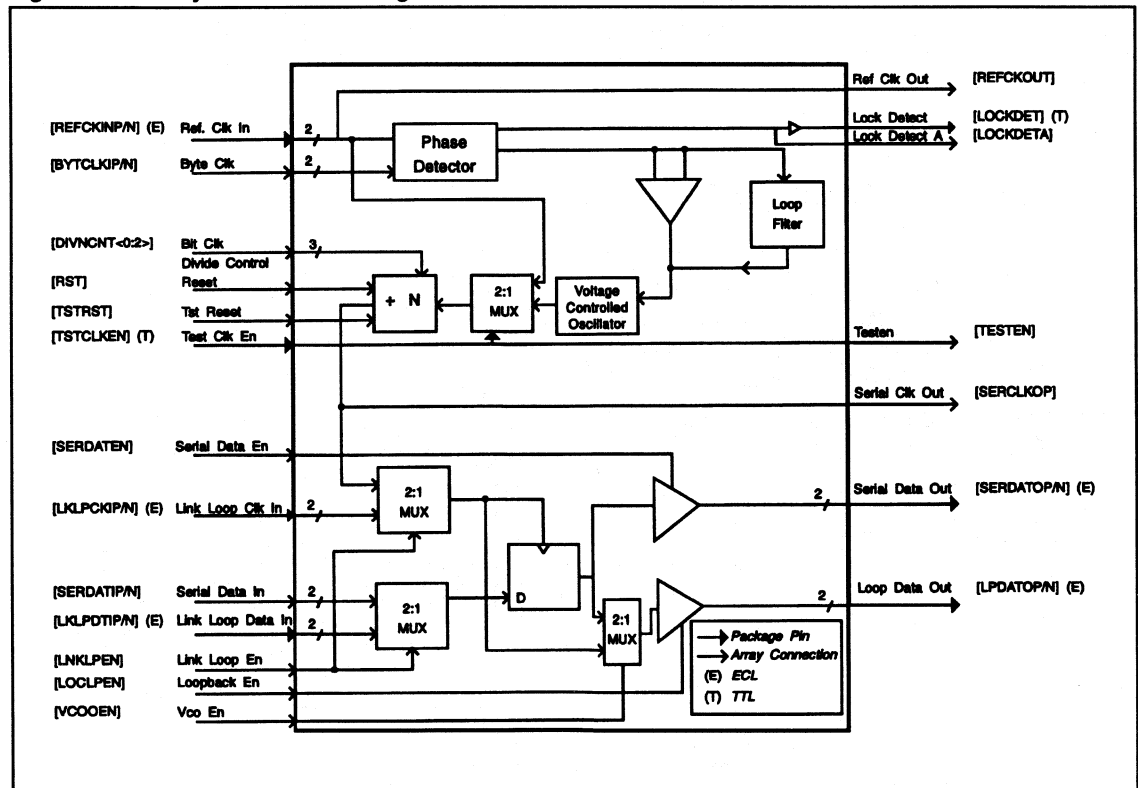 [REFCKINP/N] (E) Ref. Clk In 2
[BYTCLKIP/N] Byte Clk 2
[DIVNCNT<0:2>] Bit Clk 3
Divide Control
[RST] Reset
[TSTRST] Tst Reset
[TSTCLKEN] (T) Test Clk En
[SERDATEN] Serial Data En
[LKLPCKIP/N] (E) Link Loop Clk In 2
[SERDATIP/N] Serial Data In 2
[LKLPDTIP/N] (E) Link Loop Data In 2
[LNKLPEN] Link Loop En
[LOCLPEN] Loopback En
[VCOOEN] Vco En
Phase
Detector
Loop
Filter
+ N
2:1
MUX
Voltage
Controlled
Oscillator
2:1
MUX
2:1
MUX
D
2:1
MUX
Ref Clk Out [REFCKOUT]
Lock Detect [LOCKDET] (T)
Lock Detect A [LOCKDETA]
Testen [TESTEN]
Serial Clk Out [SERCLKOP]
2 Serial Data Out [SERDATOP/N] (E)
2 Loop Data Out [LPDATOP/N] (E)
Package Pin
Array Connection
(E) ECL
(T) TTL